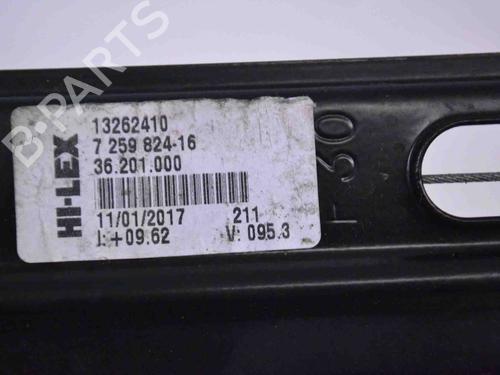 B-PARTS
HI-LEX
13262410
7 259 824-16
36.201.000
11/01/2017 211
I:+09.62 V: 095.3
F 30